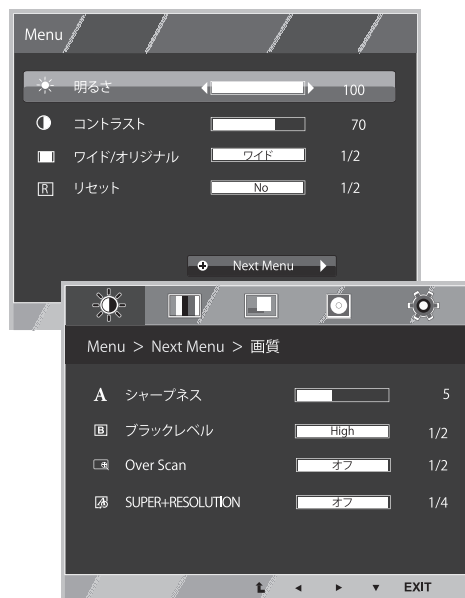 Menu
明るさ 100
コントラスト 70
ワイド/オリジナル ワイド 1/2
R リセット No 1/2
Next Menu
Menu > Next Menu > 画質
A シャープネス 5
B ブラックレベル High 1/2
Over Scan オフ 1/2
SUPER+RESOLUTION オフ 1/4
EXIT